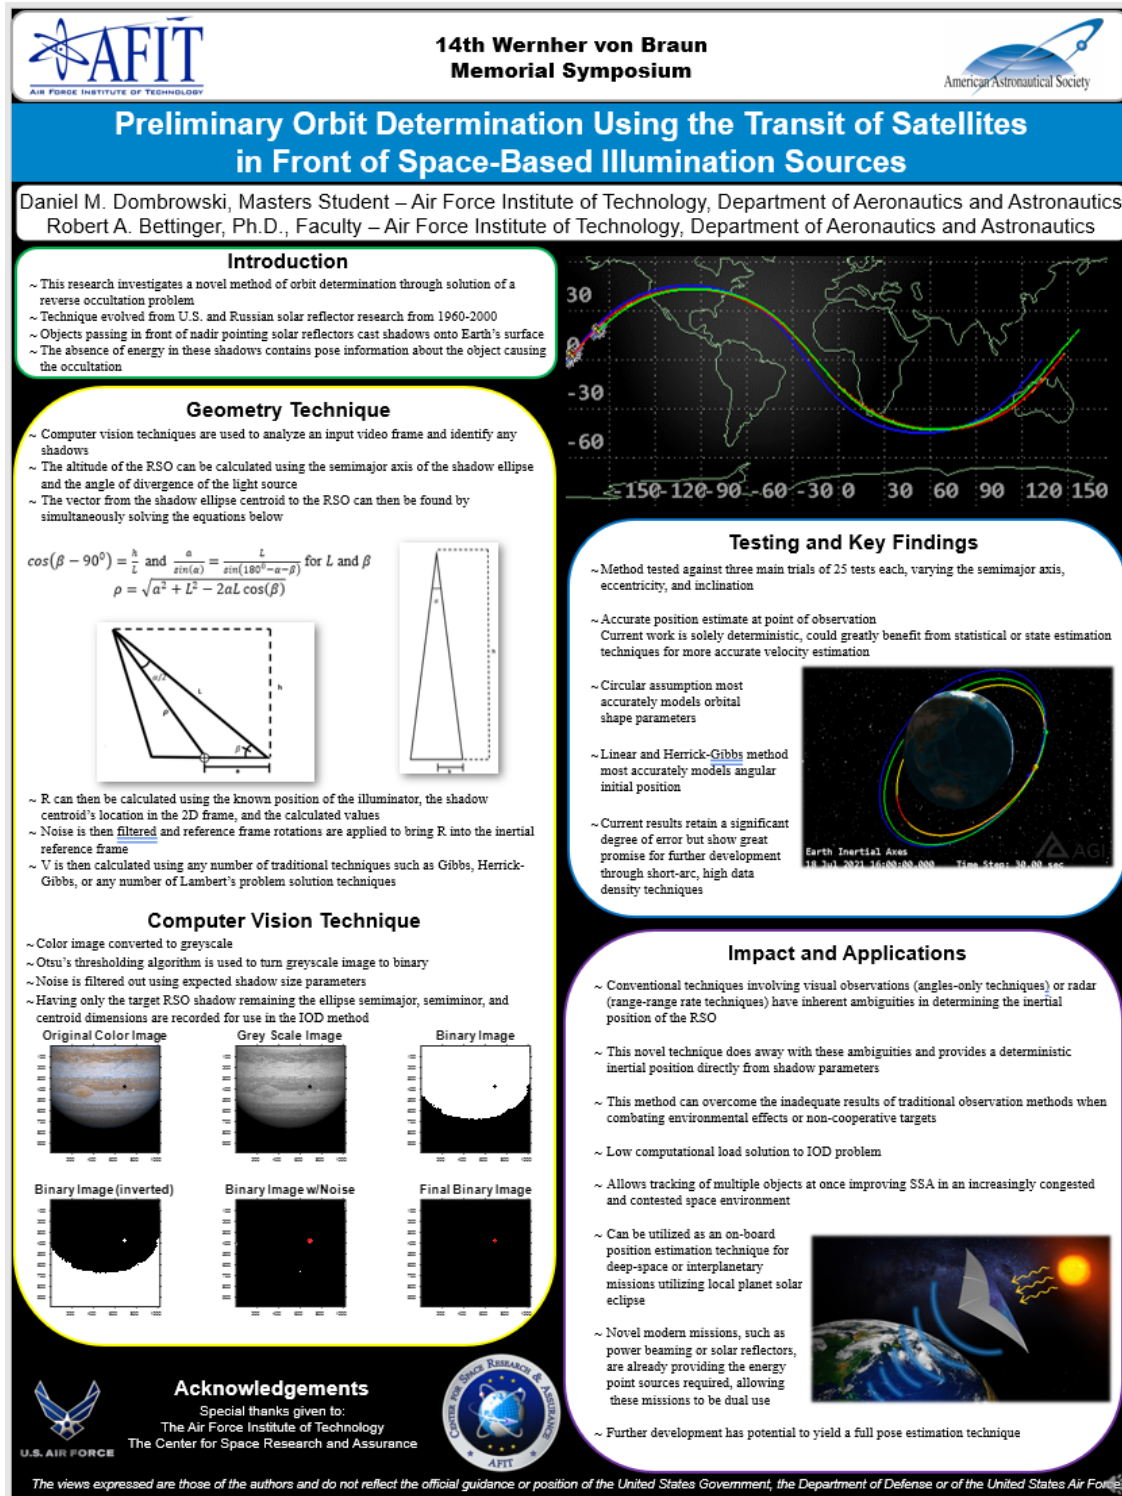 AFIT
AIR FORCE INSTITUTE OF TECHNOLOGY
14th Wernher von Braun
Memorial Symposium
American Astronautical Society
Preliminary Orbit Determination Using the Transit of Satellites
in Front of Space-Based Illumination Sources
Daniel M. Dombrowski, Masters Student – Air Force Institute of Technology, Department of Aeronautics and Astronautics
Robert A. Bettinger, Ph.D., Faculty – Air Force Institute of Technology, Department of Aeronautics and Astronautics
Introduction
~ This research investigates a novel method of orbit determination through solution of a
reverse occultation problem
~ Technique evolved from U.S. and Russian solar reflector research from 1960-2000
~ Objects passing in front of nadir pointing solar reflectors cast shadows onto Earth's surface
~ The absence of energy in these shadows contains pose information about the object causing
the occultation
Geometry Technique
~ Computer vision techniques are used to analyze an input video frame and identify any
shadows
~ The altitude of the RSO can be calculated using the semimajor axis of the shadow ellipse
and the angle of divergence of the light source
~ The vector from the shadow ellipse centroid to the RSO can then be found by
simultaneously solving the equations below
cos(β − 90⁰) = h/L and a/sin(α) = L/sin(180⁰−α−β) for L and β
ρ = √(a² + L² − 2aL cos(β))
α/2
L
h
ρ
β
a
α
h
~ R can then be calculated using the known position of the illuminator, the shadow
centroid's location in the 2D frame, and the calculated values
~ Noise is then filtered and reference frame rotations are applied to bring R into the inertial
reference frame
~ V is then calculated using any number of traditional techniques such as Gibbs, Herrick-
Gibbs, or any number of Lambert's problem solution techniques
Computer Vision Technique
~ Color image converted to greyscale
~ Otsu's thresholding algorithm is used to turn greyscale image to binary
~ Noise is filtered out using expected shadow size parameters
~ Having only the target RSO shadow remaining the ellipse semimajor, semiminor, and
centroid dimensions are recorded for use in the IOD method
Original Color Image
Grey Scale Image
Binary Image
Binary Image (inverted)
Binary Image w/Noise
Final Binary Image
U.S. AIR FORCE
Acknowledgements
Special thanks given to:
The Air Force Institute of Technology
The Center for Space Research and Assurance
CENTER FOR SPACE RESEARCH & ASSURANCE
AFIT
30
0
-30
-60
-150 -120 -90 -60 -30 0 30 60 90 120 150
Testing and Key Findings
~ Method tested against three main trials of 25 tests each, varying the semimajor axis,
eccentricity, and inclination
~ Accurate position estimate at point of observation
Current work is solely deterministic, could greatly benefit from statistical or state estimation
techniques for more accurate velocity estimation
~ Circular assumption most
accurately models orbital
shape parameters
~ Linear and Herrick-Gibbs method
most accurately models angular
initial position
~ Current results retain a significant
degree of error but show great
promise for further development
through short-arc, high data
density techniques
AGI
Earth Inertial Axes
18 Jul 2021 16:00:00.000 Time Step: 30.00 sec
Impact and Applications
~ Conventional techniques involving visual observations (angles-only techniques) or radar
(range-range rate techniques) have inherent ambiguities in determining the inertial
position of the RSO
~ This novel technique does away with these ambiguities and provides a deterministic
inertial position directly from shadow parameters
~ This method can overcome the inadequate results of traditional observation methods when
combating environmental effects or non-cooperative targets
~ Low computational load solution to IOD problem
~ Allows tracking of multiple objects at once improving SSA in an increasingly congested
and contested space environment
~ Can be utilized as an on-board
position estimation technique for
deep-space or interplanetary
missions utilizing local planet solar
eclipse
~ Novel modern missions, such as
power beaming or solar reflectors,
are already providing the energy
point sources required, allowing
these missions to be dual use
~ Further development has potential to yield a full pose estimation technique
The views expressed are those of the authors and do not reflect the official guidance or position of the United States Government, the Department of Defense or of the United States Air Force